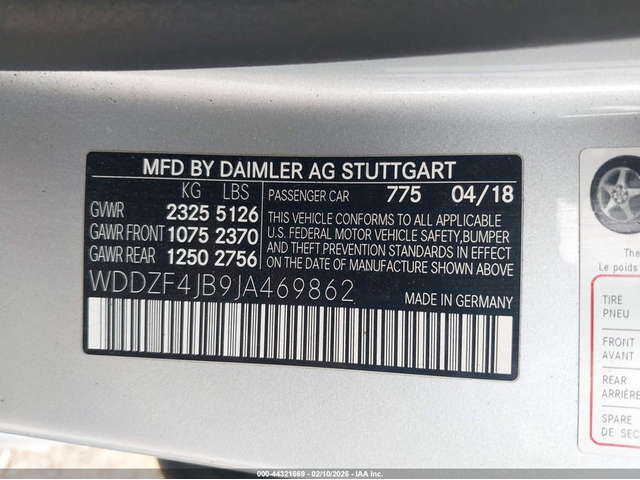 MFD BY DAIMLER AG STUTTGART
KG LBS
PASSENGER CAR 775 04/18
GVWR 2325 5126
GAWR FRONT 1075 2370
GAWR REAR 1250 2756
THIS VEHICLE CONFORMS TO ALL APPLICABLE
U.S. FEDERAL MOTOR VEHICLE SAFETY, BUMPER
AND THEFT PREVENTION STANDARDS IN EFFECT
ON THE DATE OF MANUFACTURE SHOWN ABOVE.
WDDZF4JB9JA469862
MADE IN GERMANY
The
Le poids
TIRE
PNEU
FRONT
AVANT
REAR
ARRIÈRE
SPARE
DE SEC
000-44321669 - 02/10/2026 - IAA Inc.